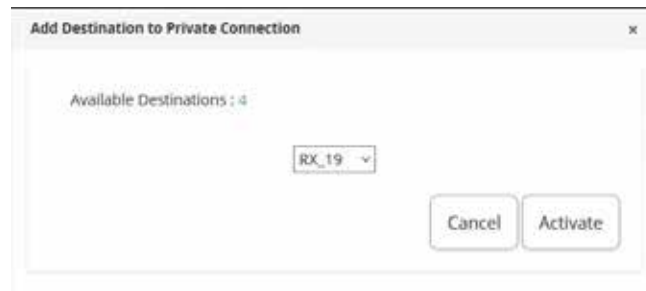 Add Destination to Private Connection ×
Available Destinations : 4
RX_19
Cancel Activate